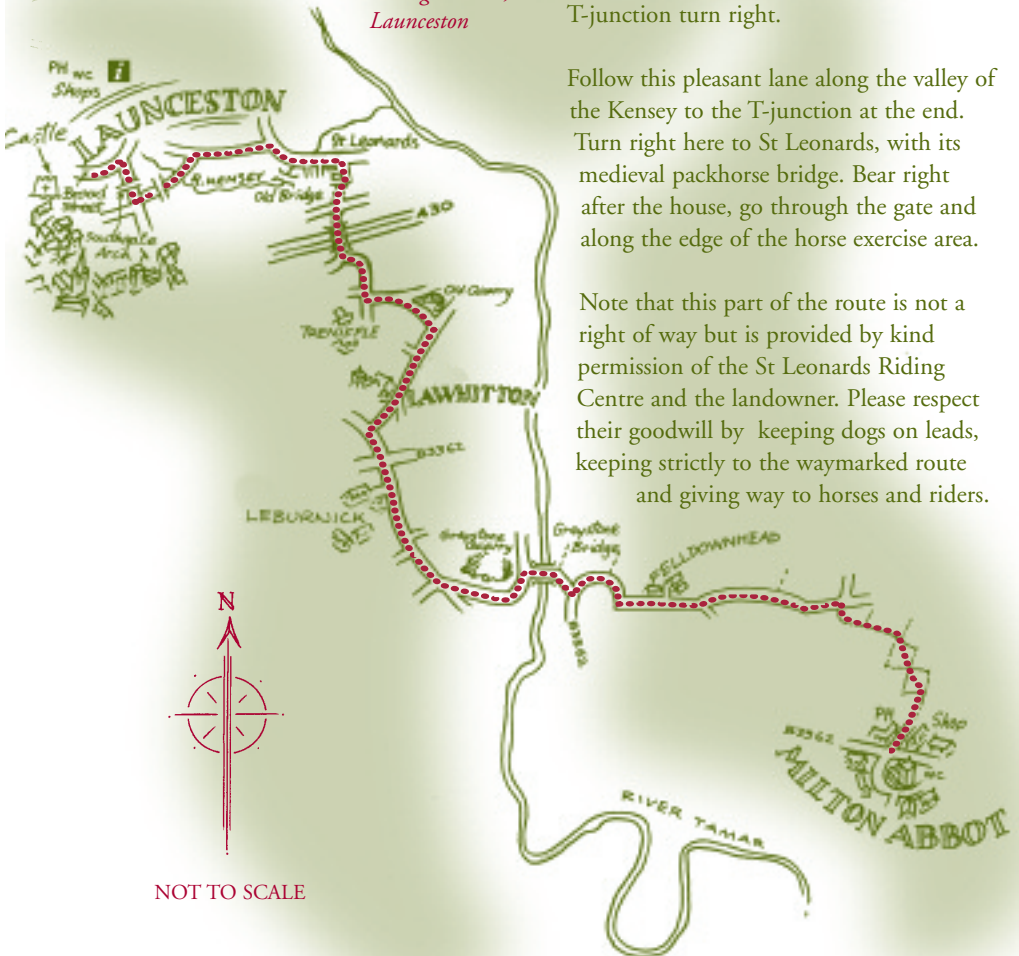 Launceston
T-junction turn right.
Follow this pleasant lane along the valley of
the Kensey to the T-junction at the end.
Turn right here to St Leonards, with its
medieval packhorse bridge. Bear right
after the house, go through the gate and
along the edge of the horse exercise area.
Note that this part of the route is not a
right of way but is provided by kind
permission of the St Leonards Riding
Centre and the landowner. Please respect
their goodwill by keeping dogs on leads,
keeping strictly to the waymarked route
and giving way to horses and riders.
PH WC i
Shops
Castle
LAUNCESTON
St Leonards
R. KENSEY
Old Bridge
Broad
Southgate
Arch
A30
Old Quarry
LAWHITTON
B3362
LEBURNICK
Greystone
Quarry
Greystone
Bridge
FELLDOWNHEAD
B3362
N
PH Shop
B3362
WC
MILTON ABBOT
RIVER TAMAR
NOT TO SCALE